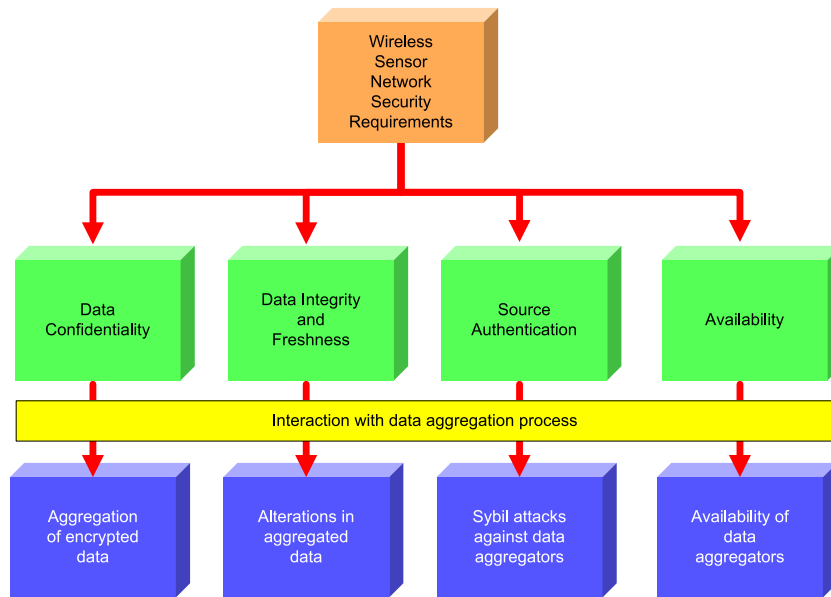 Wireless
Sensor
Network
Security
Requirements
Data
Confidentiality
Data Integrity
and
Freshness
Source
Authentication
Availability
Interaction with data aggregation process
Aggregation
of encrypted
data
Alterations in
aggregated
data
Sybil attacks
against data
aggregators
Availability of
data
aggregators